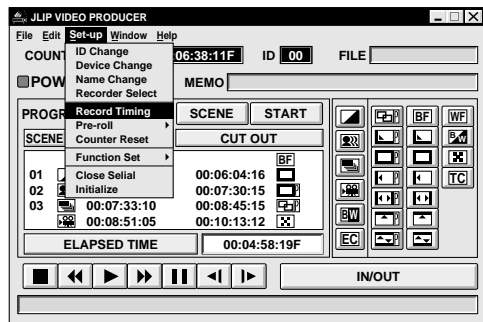 JLIP VIDEO PRODUCER
File Edit Set-up Window Help
ID Change
Device Change
Name Change
Recorder Select
Record Timing
Pre-roll
Counter Reset
Function Set
Close Selial
Initialize
COUNT 06:38:11F ID 00 FILE
POW MEMO
PROGR SCENE START
SCENE CUT OUT
BF
01 00:06:04:16
02 00:07:30:15
03 00:07:33:10 00:08:45:15
00:08:51:05 00:10:13:12
ELAPSED TIME 00:04:58:19F
BF WF
P B/W
P
P TC
P
BW
EC P
IN/OUT